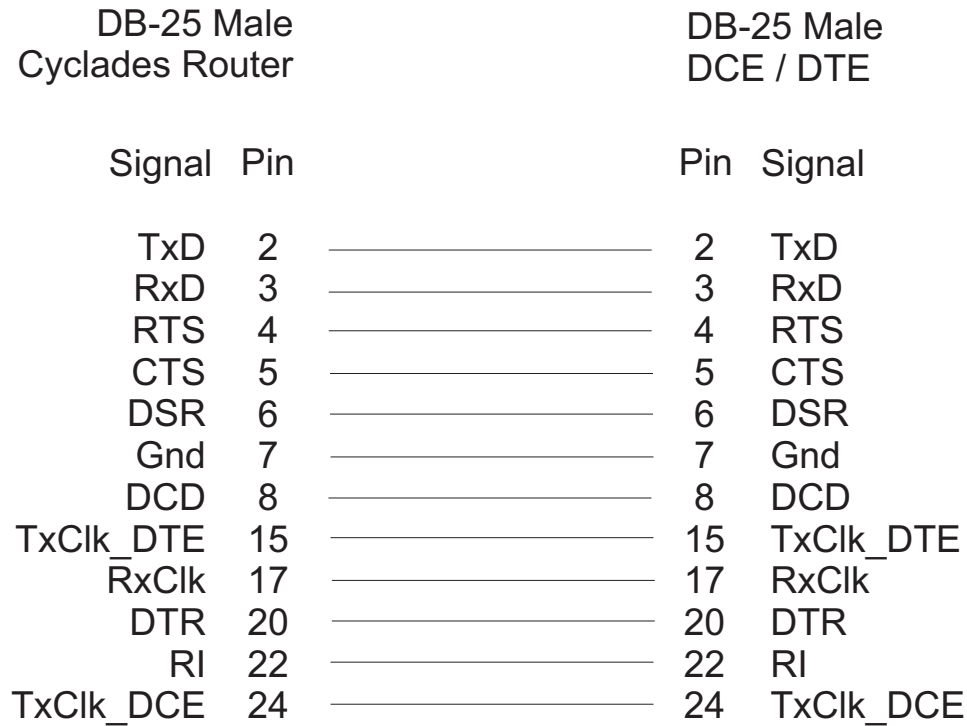 DB-25 Male DB-25 Male
Cyclades Router DCE / DTE
Signal Pin Pin Signal
TxD 2 2 TxD
RxD 3 3 RxD
RTS 4 4 RTS
CTS 5 5 CTS
DSR 6 6 DSR
Gnd 7 7 Gnd
DCD 8 8 DCD
TxClk_DTE 15 15 TxClk_DTE
RxClk 17 17 RxClk
DTR 20 20 DTR
RI 22 22 RI
TxClk_DCE 24 24 TxClk_DCE